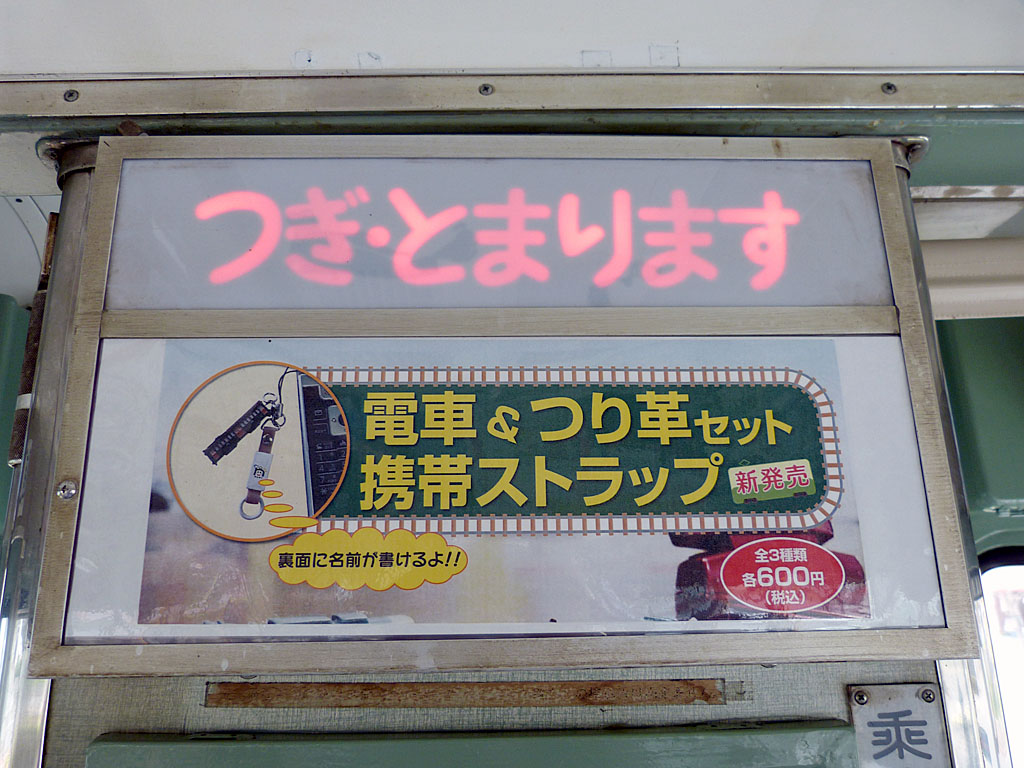 つぎ・とまります
電車&つり革セット
携帯ストラップ
新発売
裏面に名前が書けるよ!!
全3種類
各600円
(税込)
乗